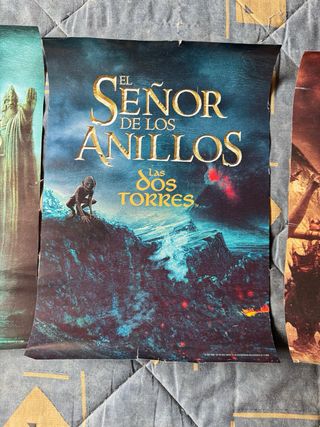 EL
SEÑOR
DE LOS
ANILLOS
Las
DOS
TORRES